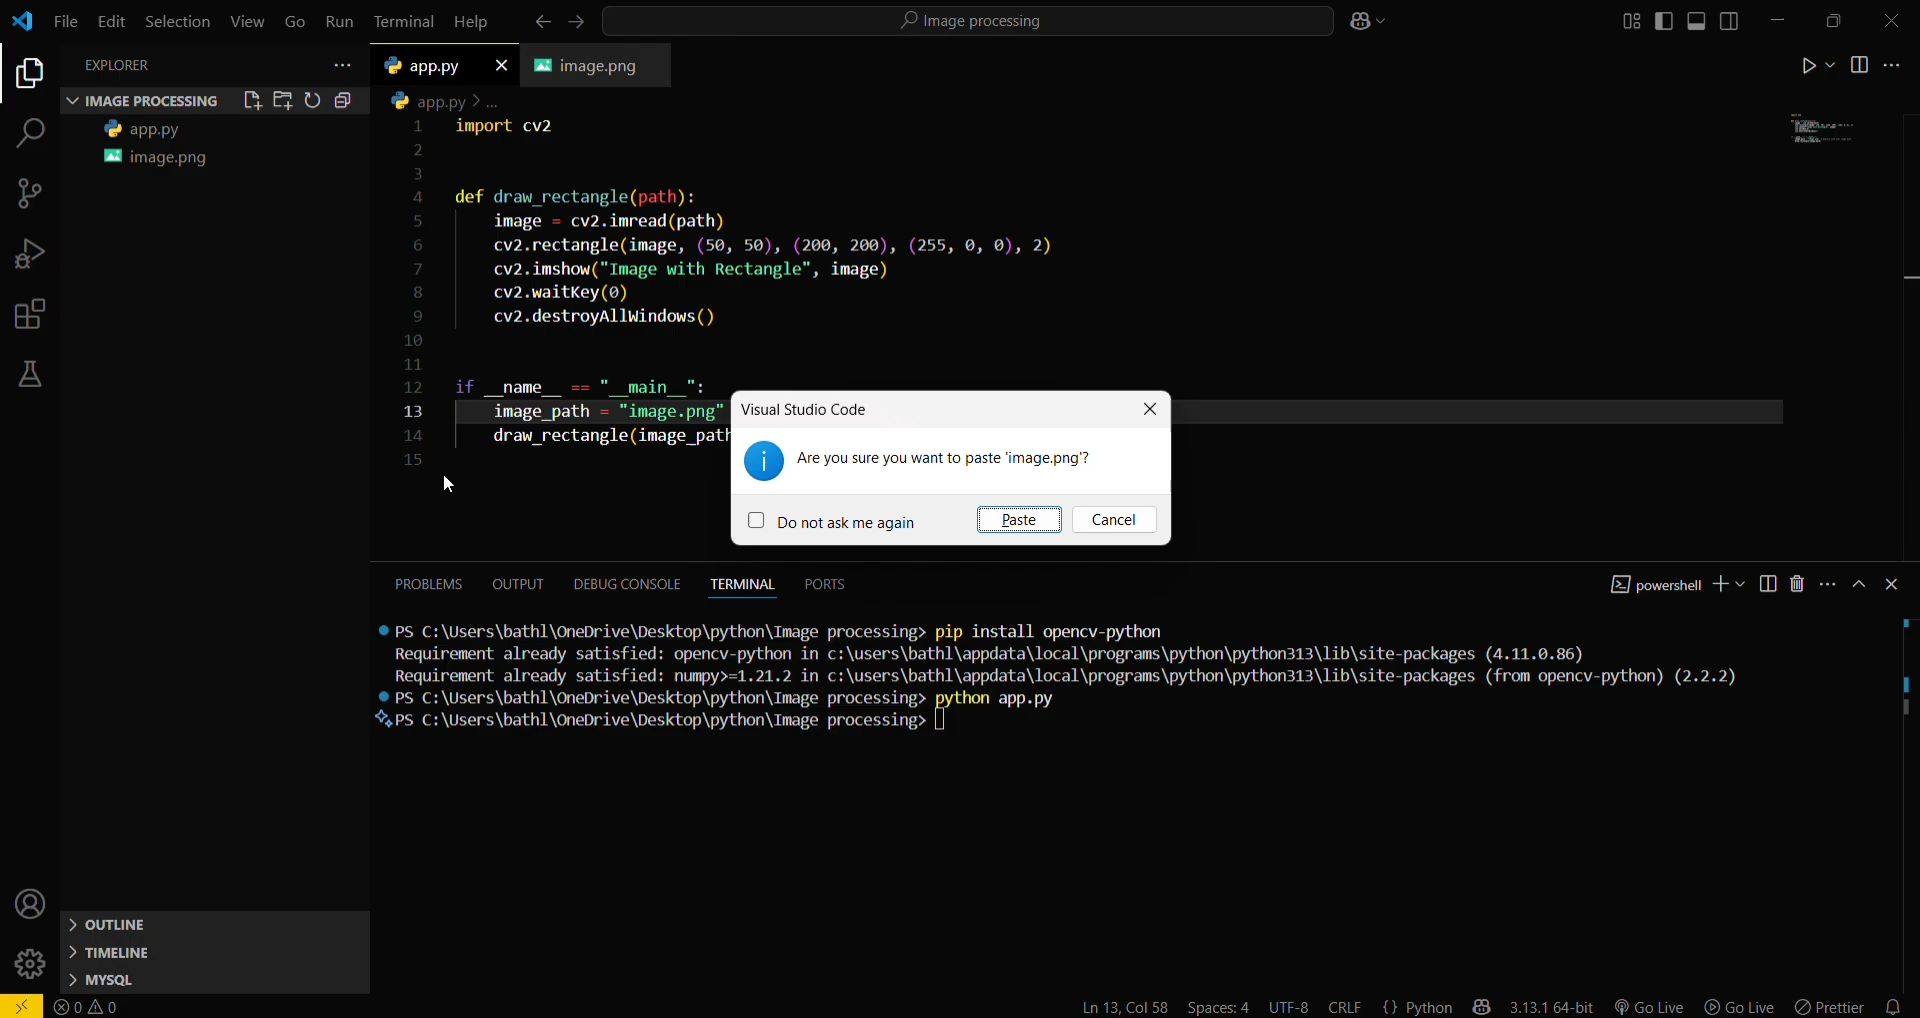 File Edit Selection View Go Run Terminal Help
Image processing
EXPLORER
IMAGE PROCESSING
app.py
image.png
OUTLINE
TIMELINE
MYSQL
app.py
image.png
app.py > ...
1 import cv2
2
3
4 def draw_rectangle(path):
5 image = cv2.imread(path)
6 cv2.rectangle(image, (50, 50), (200, 200), (255, 0, 0), 2)
7 cv2.imshow("Image with Rectangle", image)
8 cv2.waitKey(0)
9 cv2.destroyAllWindows()
10
11
12 if __name__ == "__main__":
13 image_path = "image.png"
14 draw_rectangle(image_path
15
Visual Studio Code
Are you sure you want to paste 'image.png'?
Do not ask me again
Paste
Cancel
PROBLEMS OUTPUT DEBUG CONSOLE TERMINAL PORTS
powershell
PS C:\Users\bathl\OneDrive\Desktop\python\Image processing> pip install opencv-python
Requirement already satisfied: opencv-python in c:\users\bathl\appdata\local\programs\python\python313\lib\site-packages (4.11.0.86)
Requirement already satisfied: numpy>=1.21.2 in c:\users\bathl\appdata\local\programs\python\python313\lib\site-packages (from opencv-python) (2.2.2)
PS C:\Users\bathl\OneDrive\Desktop\python\Image processing> python app.py
PS C:\Users\bathl\OneDrive\Desktop\python\Image processing>
0 0
Ln 13, Col 58 Spaces: 4 UTF-8 CRLF {} Python 3.13.1 64-bit Go Live Go Live Prettier